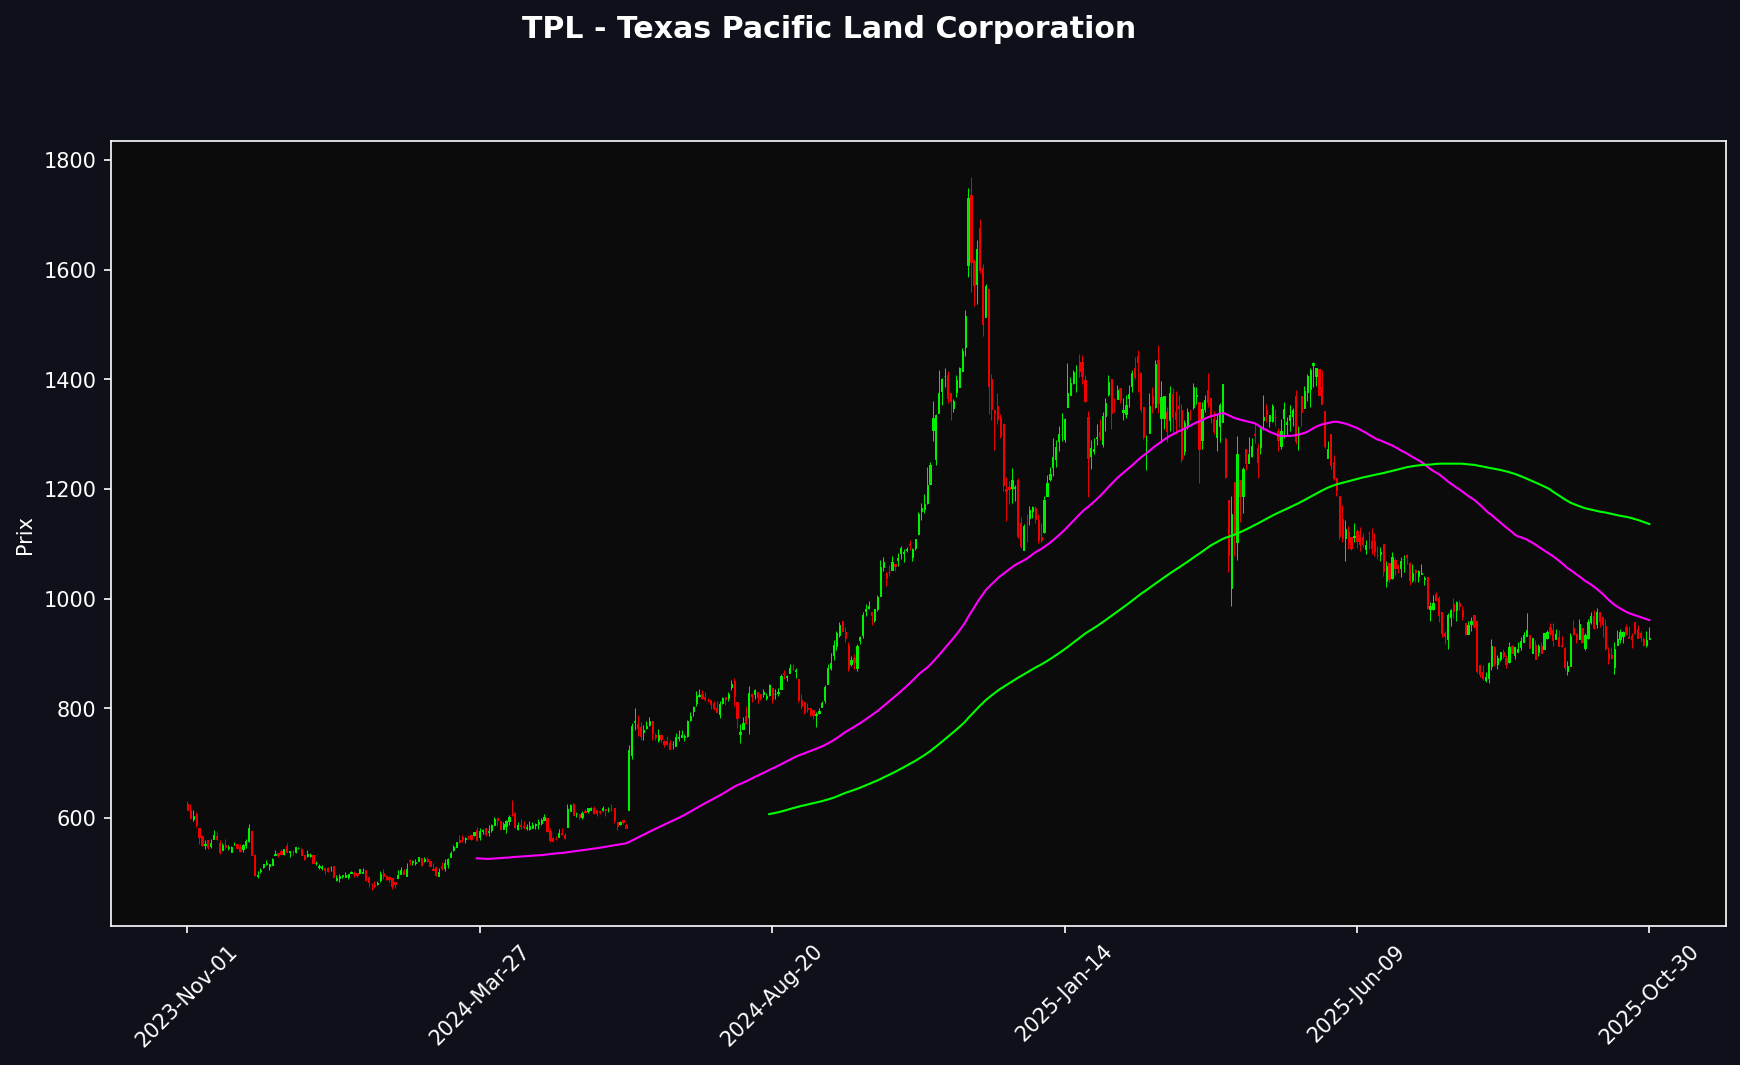 TPL - Texas Pacific Land Corporation
1800
1600
1400
1200
1000
800
600
Prix
2023-Nov-01
2024-Mar-27
2024-Aug-20
2025-Jan-14
2025-Jun-09
2025-Oct-30